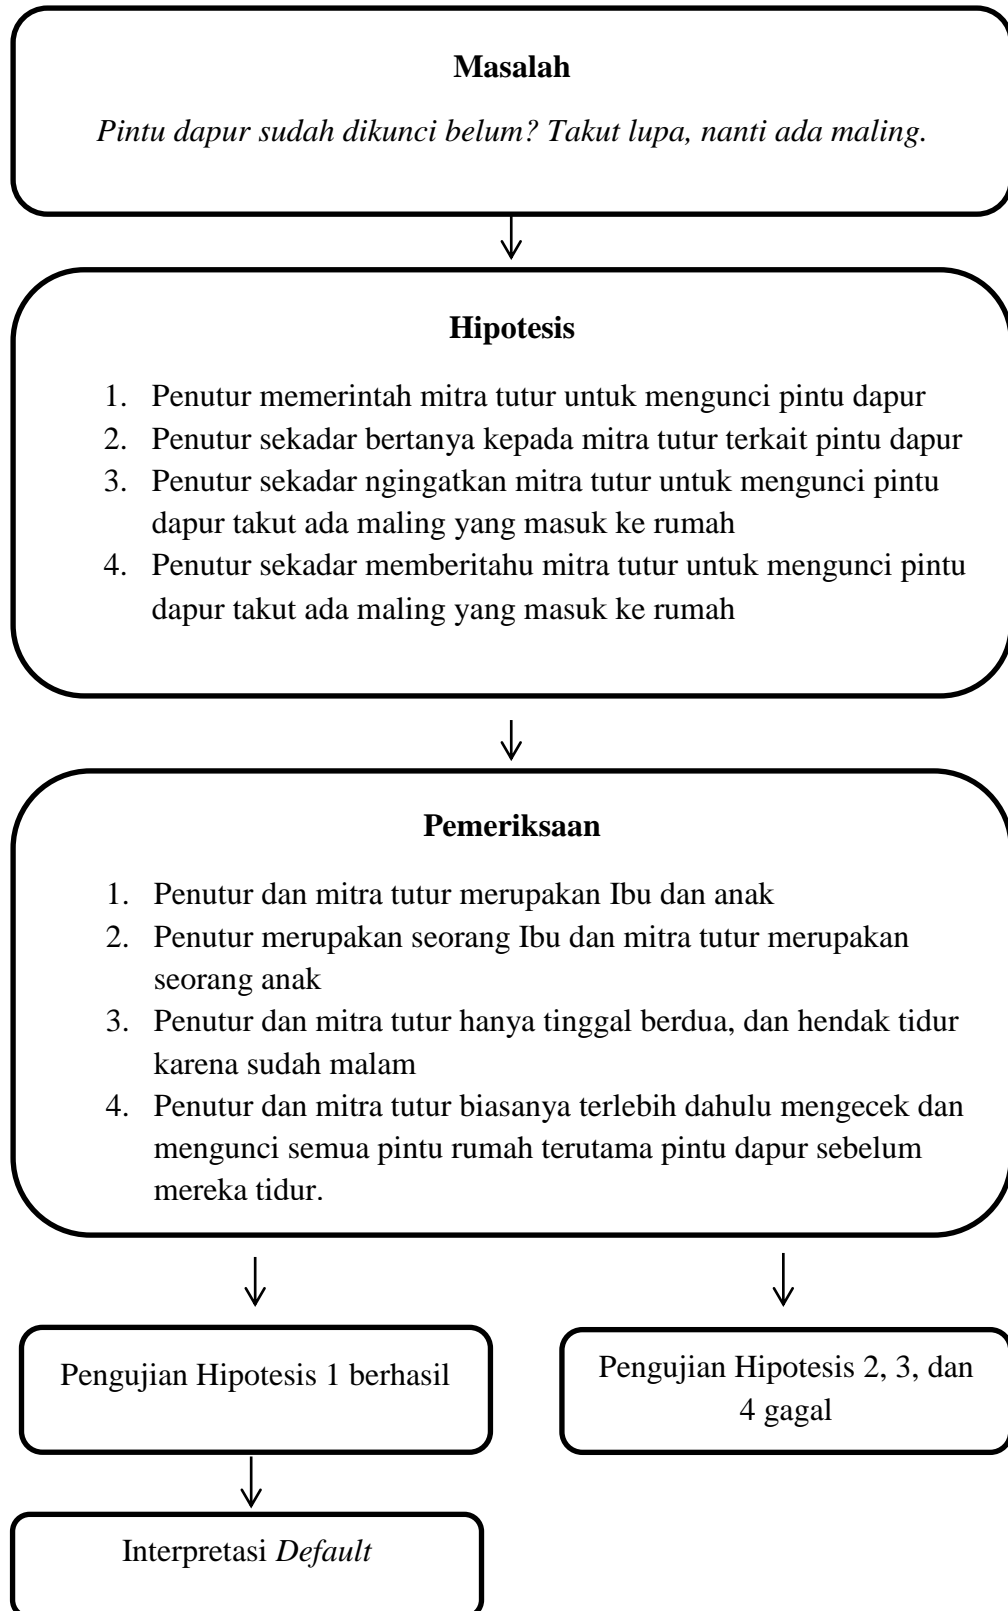 Masalah
Pintu dapur sudah dikunci belum? Takut lupa, nanti ada maling.
Hipotesis
1. Penutur memerintah mitra tutur untuk mengunci pintu dapur
2. Penutur sekadar bertanya kepada mitra tutur terkait pintu dapur
3. Penutur sekadar ngingatkan mitra tutur untuk mengunci pintu
dapur takut ada maling yang masuk ke rumah
4. Penutur sekadar memberitahu mitra tutur untuk mengunci pintu
dapur takut ada maling yang masuk ke rumah
Pemeriksaan
1. Penutur dan mitra tutur merupakan Ibu dan anak
2. Penutur merupakan seorang Ibu dan mitra tutur merupakan
seorang anak
3. Penutur dan mitra tutur hanya tinggal berdua, dan hendak tidur
karena sudah malam
4. Penutur dan mitra tutur biasanya terlebih dahulu mengecek dan
mengunci semua pintu rumah terutama pintu dapur sebelum
mereka tidur.
Pengujian Hipotesis 1 berhasil
Pengujian Hipotesis 2, 3, dan
4 gagal
Interpretasi Default